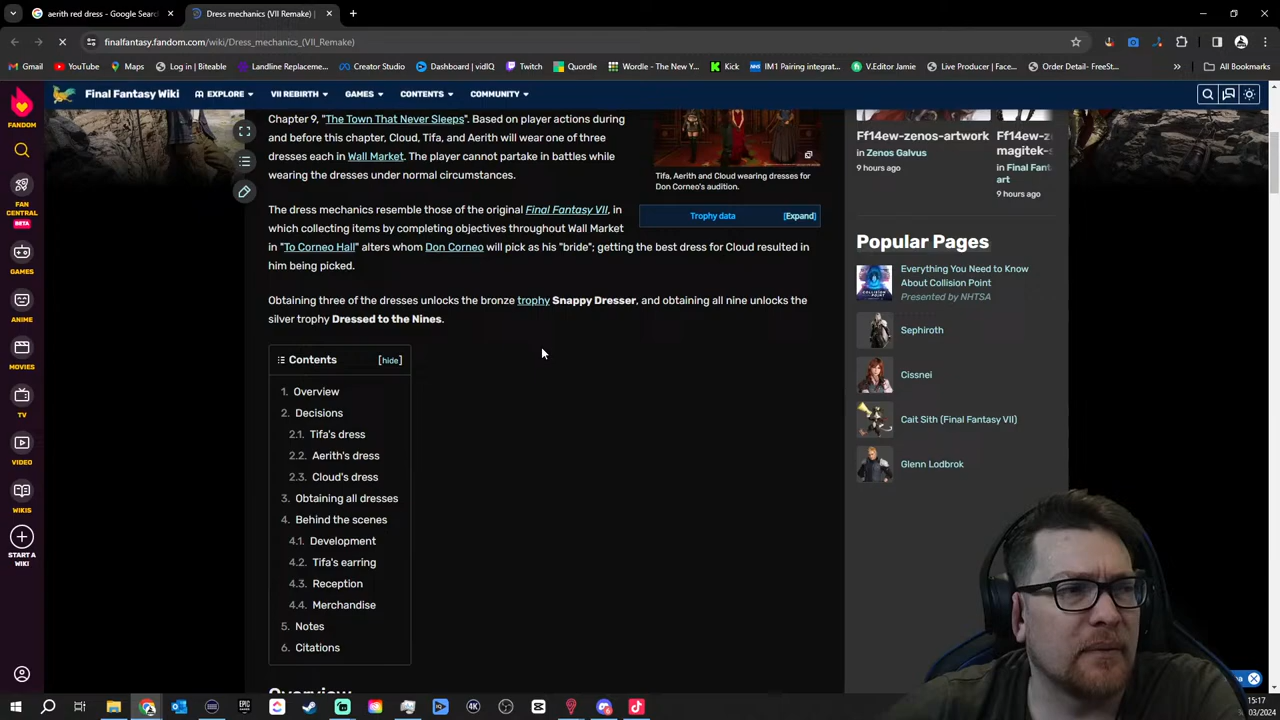 aerith red dress - Google Search
Dress mechanics (VII Remake) |
finalfantasy.fandom.com/wiki/Dress_mechanics_(VII_Remake)
Gmail
YouTube
Maps
Log in | Biteable
Landline Replaceme...
Creator Studio
Dashboard | vidIQ
Twitch
Quordle
Wordle - The New Y...
Kick
IM1 Pairing integrat...
V.Editor Jamie
Live Producer | Face...
Order Detail- FreeSt...
»
All Bookmarks
Final Fantasy Wiki
EXPLORE
VII REBIRTH
GAMES
CONTENTS
COMMUNITY
FANDOM
FAN
CENTRAL
BETA
GAMES
ANIME
MOVIES
TV
VIDEO
WIKIS
START A
WIKI
Chapter 9, "The Town That Never Sleeps". Based on player actions during
and before this chapter, Cloud, Tifa, and Aerith will wear one of three
dresses each in Wall Market. The player cannot partake in battles while
wearing the dresses under normal circumstances.
Tifa, Aerith and Cloud wearing dresses for
Don Corneo's audition.
Trophy data
(Expand)
The dress mechanics resemble those of the original Final Fantasy VII, in
which collecting items by completing objectives throughout Wall Market
in "To Corneo Hall" alters whom Don Corneo will pick as his "bride"; getting the best dress for Cloud resulted in
him being picked.
Obtaining three of the dresses unlocks the bronze trophy Snappy Dresser, and obtaining all nine unlocks the
silver trophy Dressed to the Nines.
Contents
[hide]
1. Overview
2. Decisions
2.1. Tifa's dress
2.2. Aerith's dress
2.3. Cloud's dress
3. Obtaining all dresses
4. Behind the scenes
4.1. Development
4.2. Tifa's earring
4.3. Reception
4.4. Merchandise
5. Notes
6. Citations
Overview
Ff14ew-zenos-artwork
in Zenos Galvus
9 hours ago
Ff14ew-ze
magitek-s
in Final Fant
art
9 hours ago
Popular Pages
Everything You Need to Know
About Collision Point
Presented by NHTSA
Sephiroth
Cissnei
Cait Sith (Final Fantasy VII)
Glenn Lodbrok
4K
15:17
03/2024